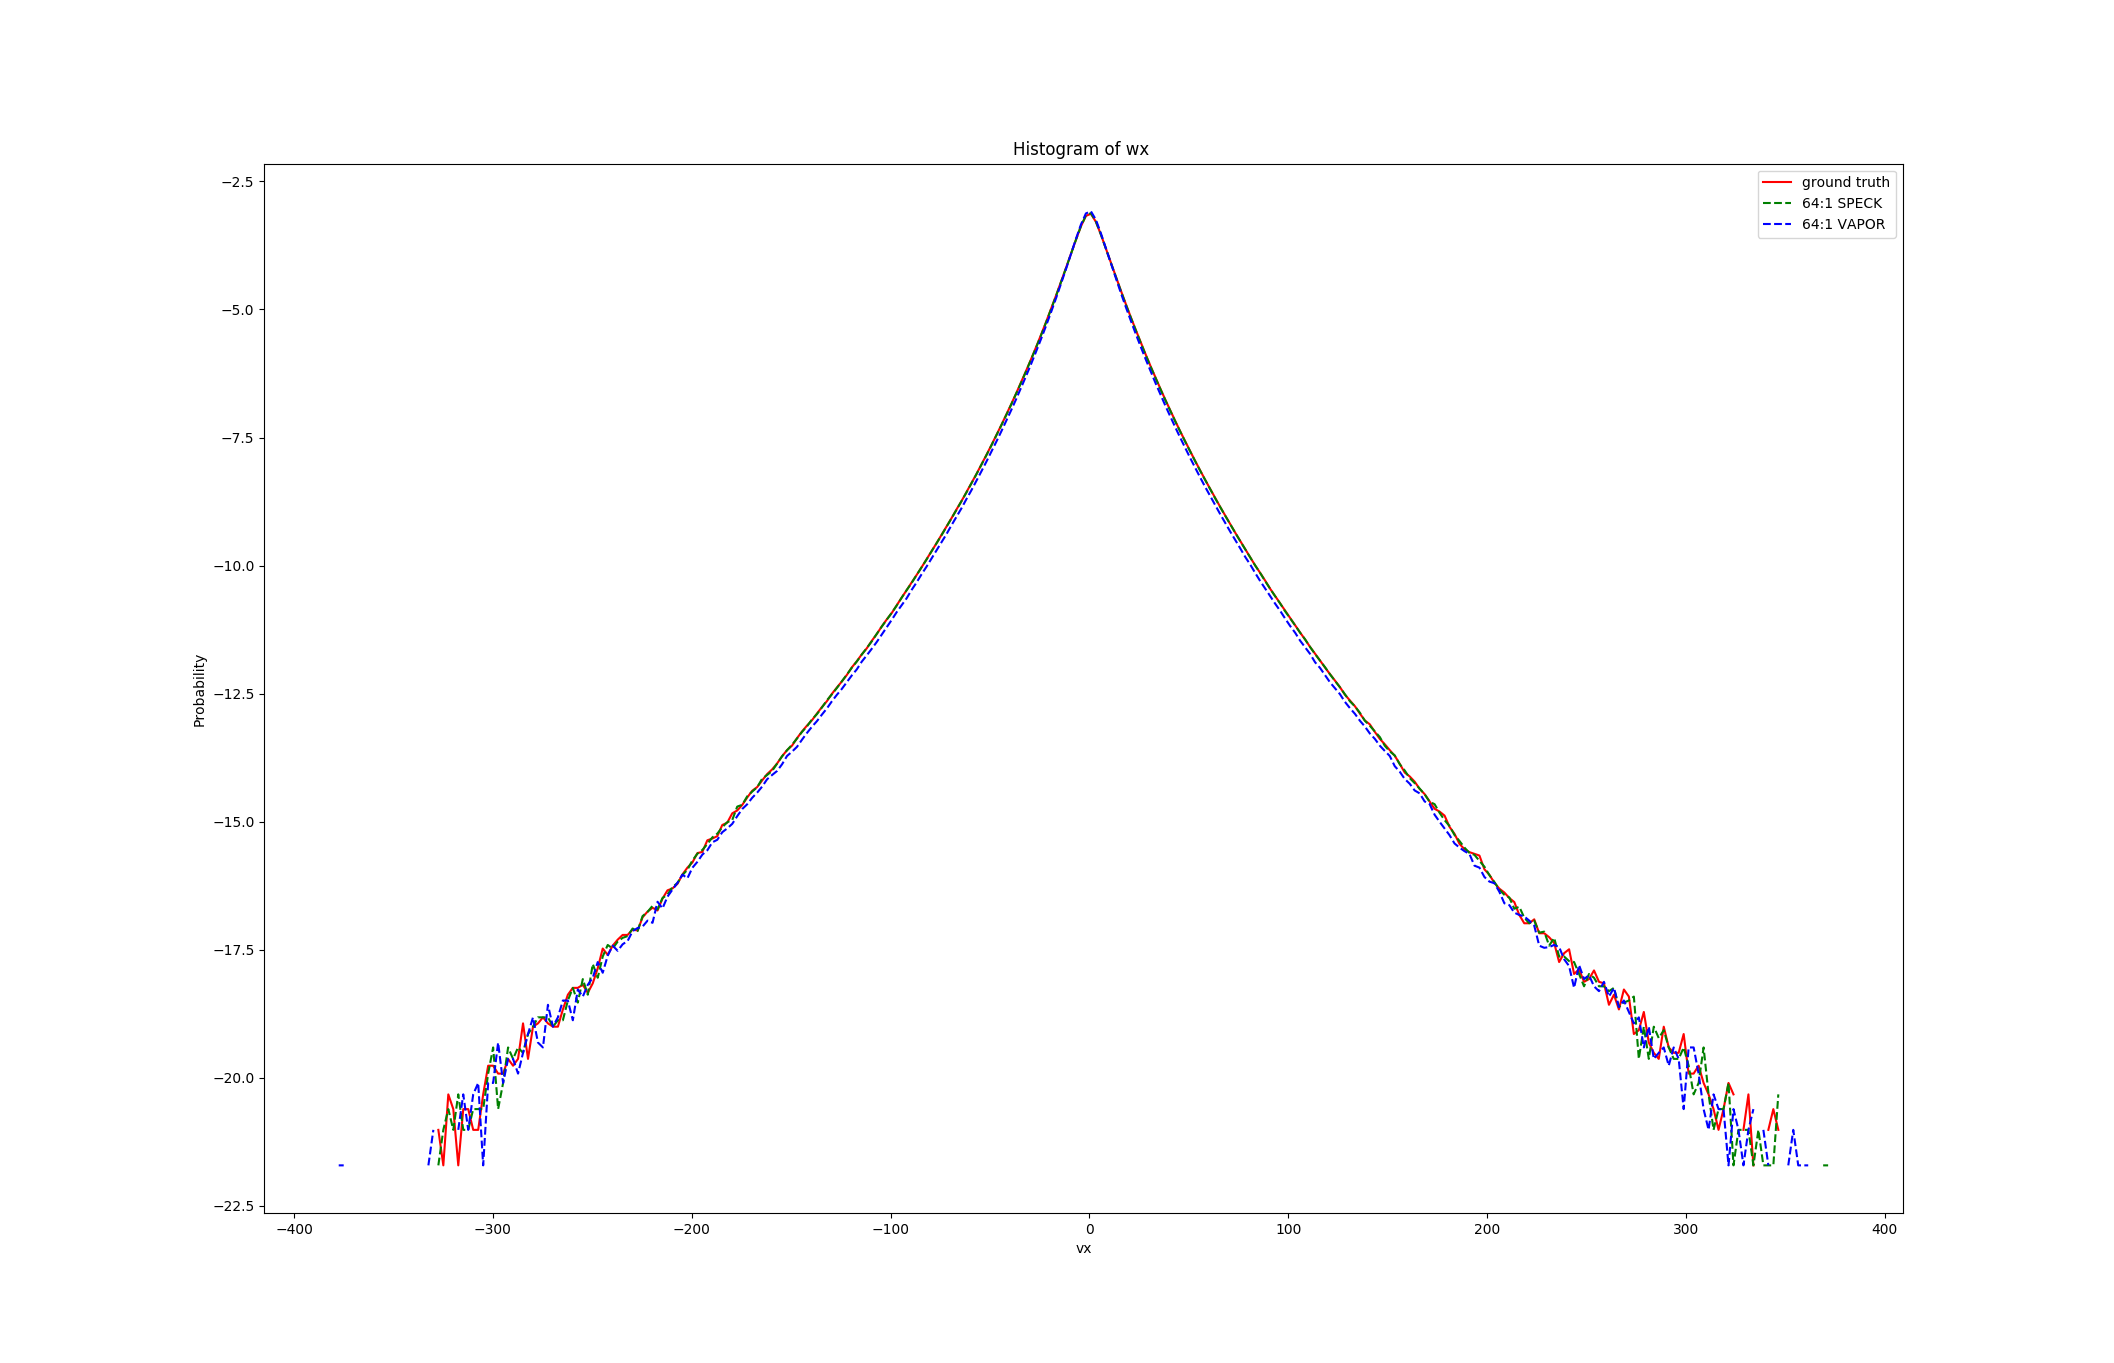 Histogram of wx
ground truth
64:1 SPECK
64:1 VAPOR
−2.5
−5.0
−7.5
−10.0
−12.5
−15.0
−17.5
−20.0
−22.5
Probability
−400 −300 −200 −100 0 100 200 300 400
vx